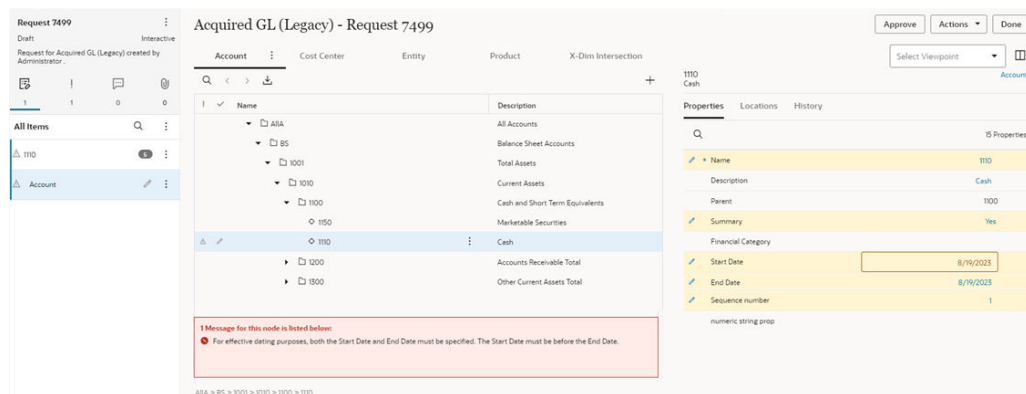 Request 7499
Draft
Interactive
Request for Acquired GL (Legacy) created by
Administrator .
1
1
0
0
All Items
1110
5
Account
Acquired GL (Legacy) - Request 7499
Approve
Actions
Done
Account
Cost Center
Entity
Product
X-Dim Intersection
Select Viewpoint
Name
Description
AllA
All Accounts
BS
Balance Sheet Accounts
1001
Total Assets
1010
Current Assets
1100
Cash and Short Term Equivalents
1150
Marketable Securities
1110
Cash
1200
Accounts Receivable Total
1300
Other Current Assets Total
1 Message for this node is listed below:
For effective dating purposes, both the Start Date and End Date must be specified. The Start Date must be before the End Date.
AllA > BS > 1001 > 1010 > 1100 > 1110
1110
Account
Cash
Properties
Locations
History
15 Properties
* Name
1110
Description
Cash
Parent
1100
Summary
Yes
Financial Category
Start Date
8/19/2023
End Date
8/19/2023
Sequence number
1
numeric string prop